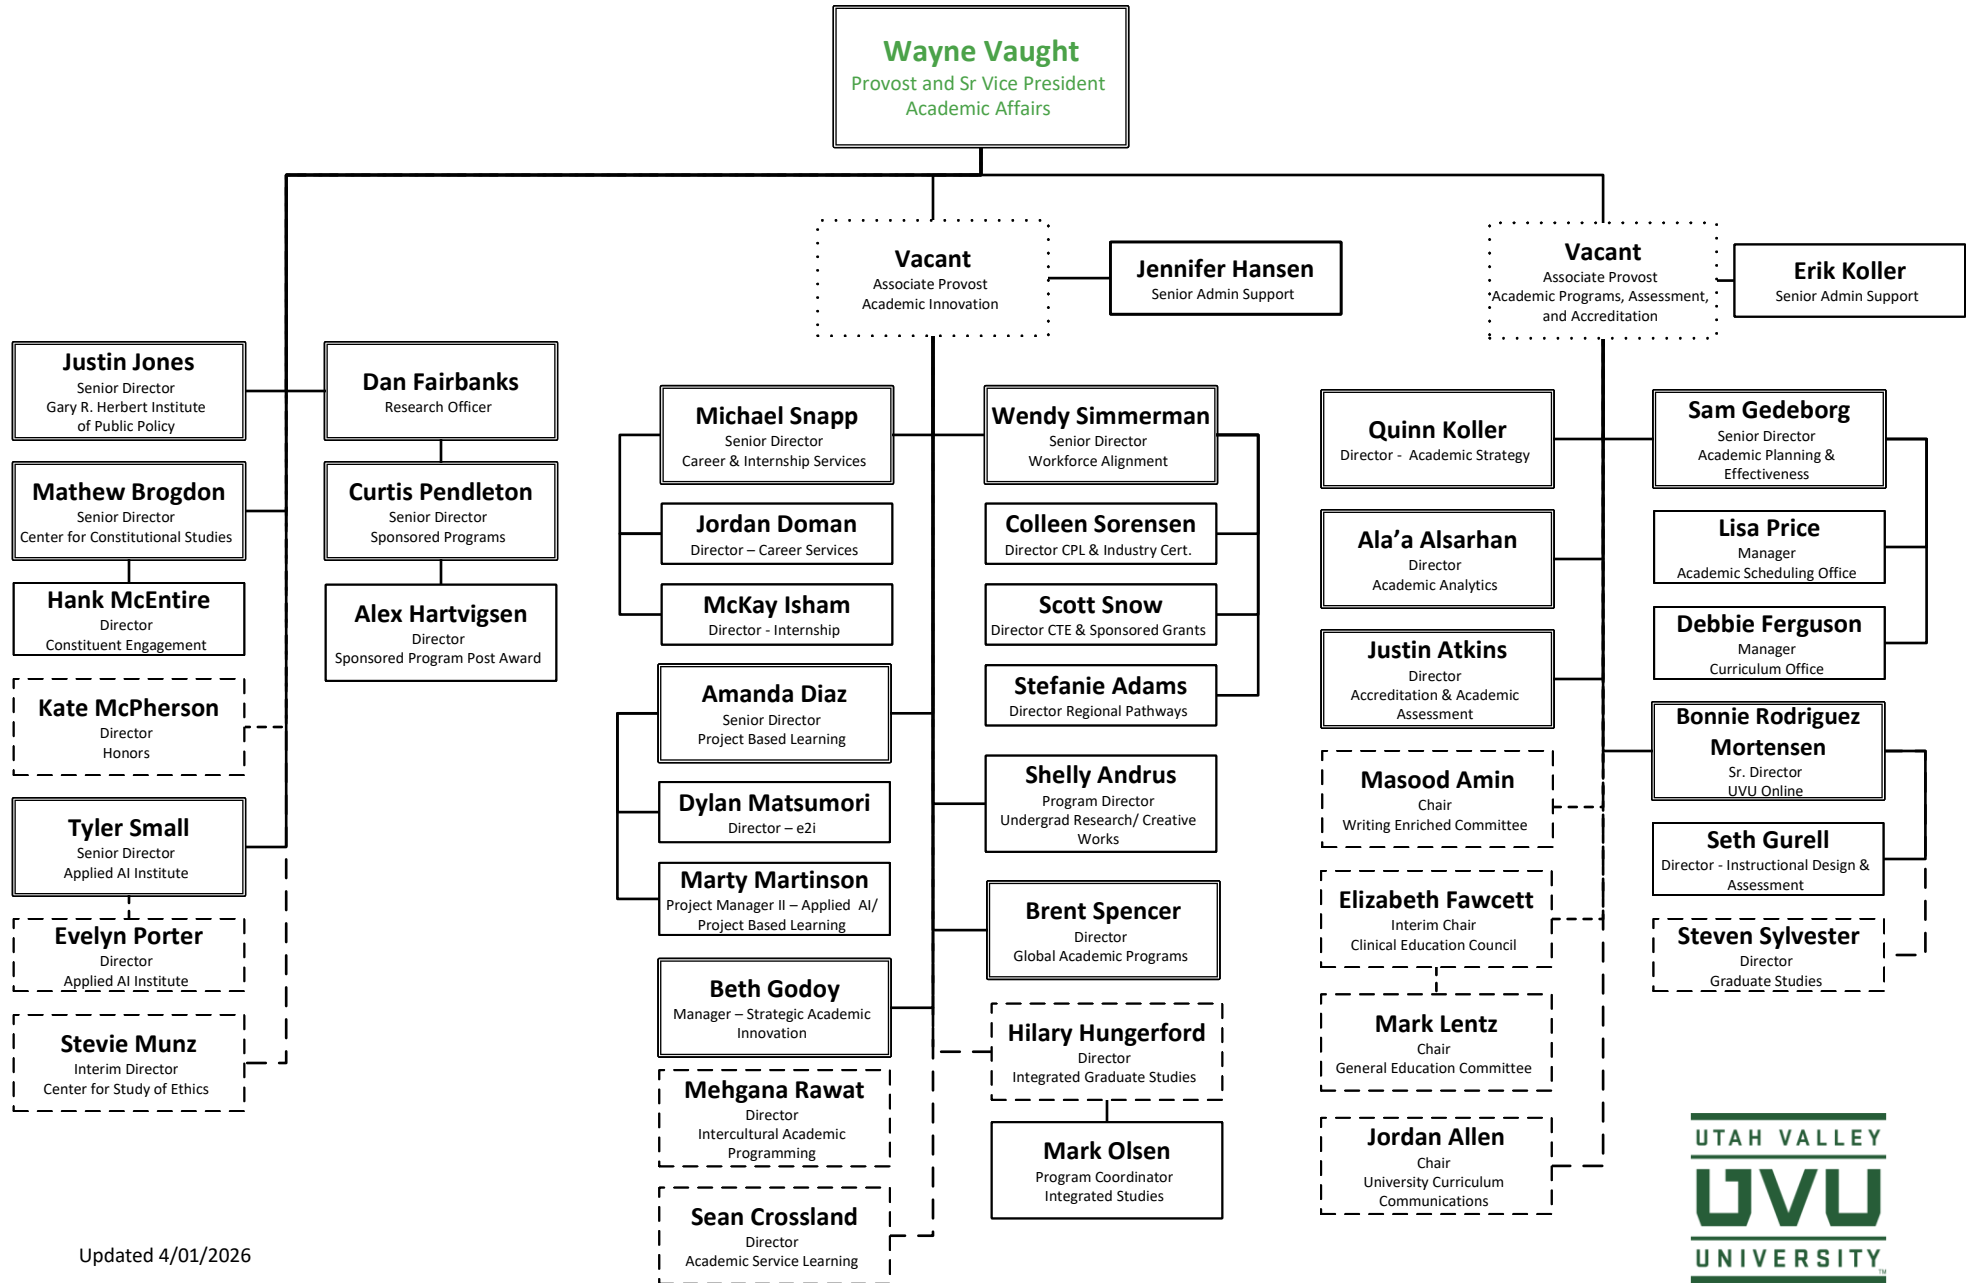 Wayne Vaught
Provost and Sr Vice President
Academic Affairs
Vacant
Associate Provost
Academic Innovation
Jennifer Hansen
Senior Admin Support
Vacant
Associate Provost
Academic Programs, Assessment,
and Accreditation
Erik Koller
Senior Admin Support
Justin Jones
Senior Director
Gary R. Herbert Institute
of Public Policy
Mathew Brogdon
Senior Director
Center for Constitutional Studies
Hank McEntire
Director
Constituent Engagement
Kate McPherson
Director
Honors
Tyler Small
Senior Director
Applied AI Institute
Evelyn Porter
Director
Applied AI Institute
Stevie Munz
Interim Director
Center for Study of Ethics
Dan Fairbanks
Research Officer
Curtis Pendleton
Senior Director
Sponsored Programs
Alex Hartvigsen
Director
Sponsored Program Post Award
Michael Snapp
Senior Director
Career & Internship Services
Jordan Doman
Director – Career Services
McKay Isham
Director - Internship
Amanda Diaz
Senior Director
Project Based Learning
Dylan Matsumori
Director – e2i
Marty Martinson
Project Manager II – Applied AI/
Project Based Learning
Beth Godoy
Manager – Strategic Academic
Innovation
Mehgana Rawat
Director
Intercultural Academic
Programming
Sean Crossland
Director
Academic Service Learning
Wendy Simmerman
Senior Director
Workforce Alignment
Colleen Sorensen
Director CPL & Industry Cert.
Scott Snow
Director CTE & Sponsored Grants
Stefanie Adams
Director Regional Pathways
Shelly Andrus
Program Director
Undergrad Research/ Creative
Works
Brent Spencer
Director
Global Academic Programs
Hilary Hungerford
Director
Integrated Graduate Studies
Mark Olsen
Program Coordinator
Integrated Studies
Quinn Koller
Director - Academic Strategy
Ala’a Alsarhan
Director
Academic Analytics
Justin Atkins
Director
Accreditation & Academic
Assessment
Masood Amin
Chair
Writing Enriched Committee
Elizabeth Fawcett
Interim Chair
Clinical Education Council
Mark Lentz
Chair
General Education Committee
Jordan Allen
Chair
University Curriculum
Communications
Sam Gedeborg
Senior Director
Academic Planning &
Effectiveness
Lisa Price
Manager
Academic Scheduling Office
Debbie Ferguson
Manager
Curriculum Office
Bonnie Rodriguez
Mortensen
Sr. Director
UVU Online
Seth Gurell
Director - Instructional Design &
Assessment
Steven Sylvester
Director
Graduate Studies
Updated 4/01/2026
UTAH VALLEY
UVU
UNIVERSITY™